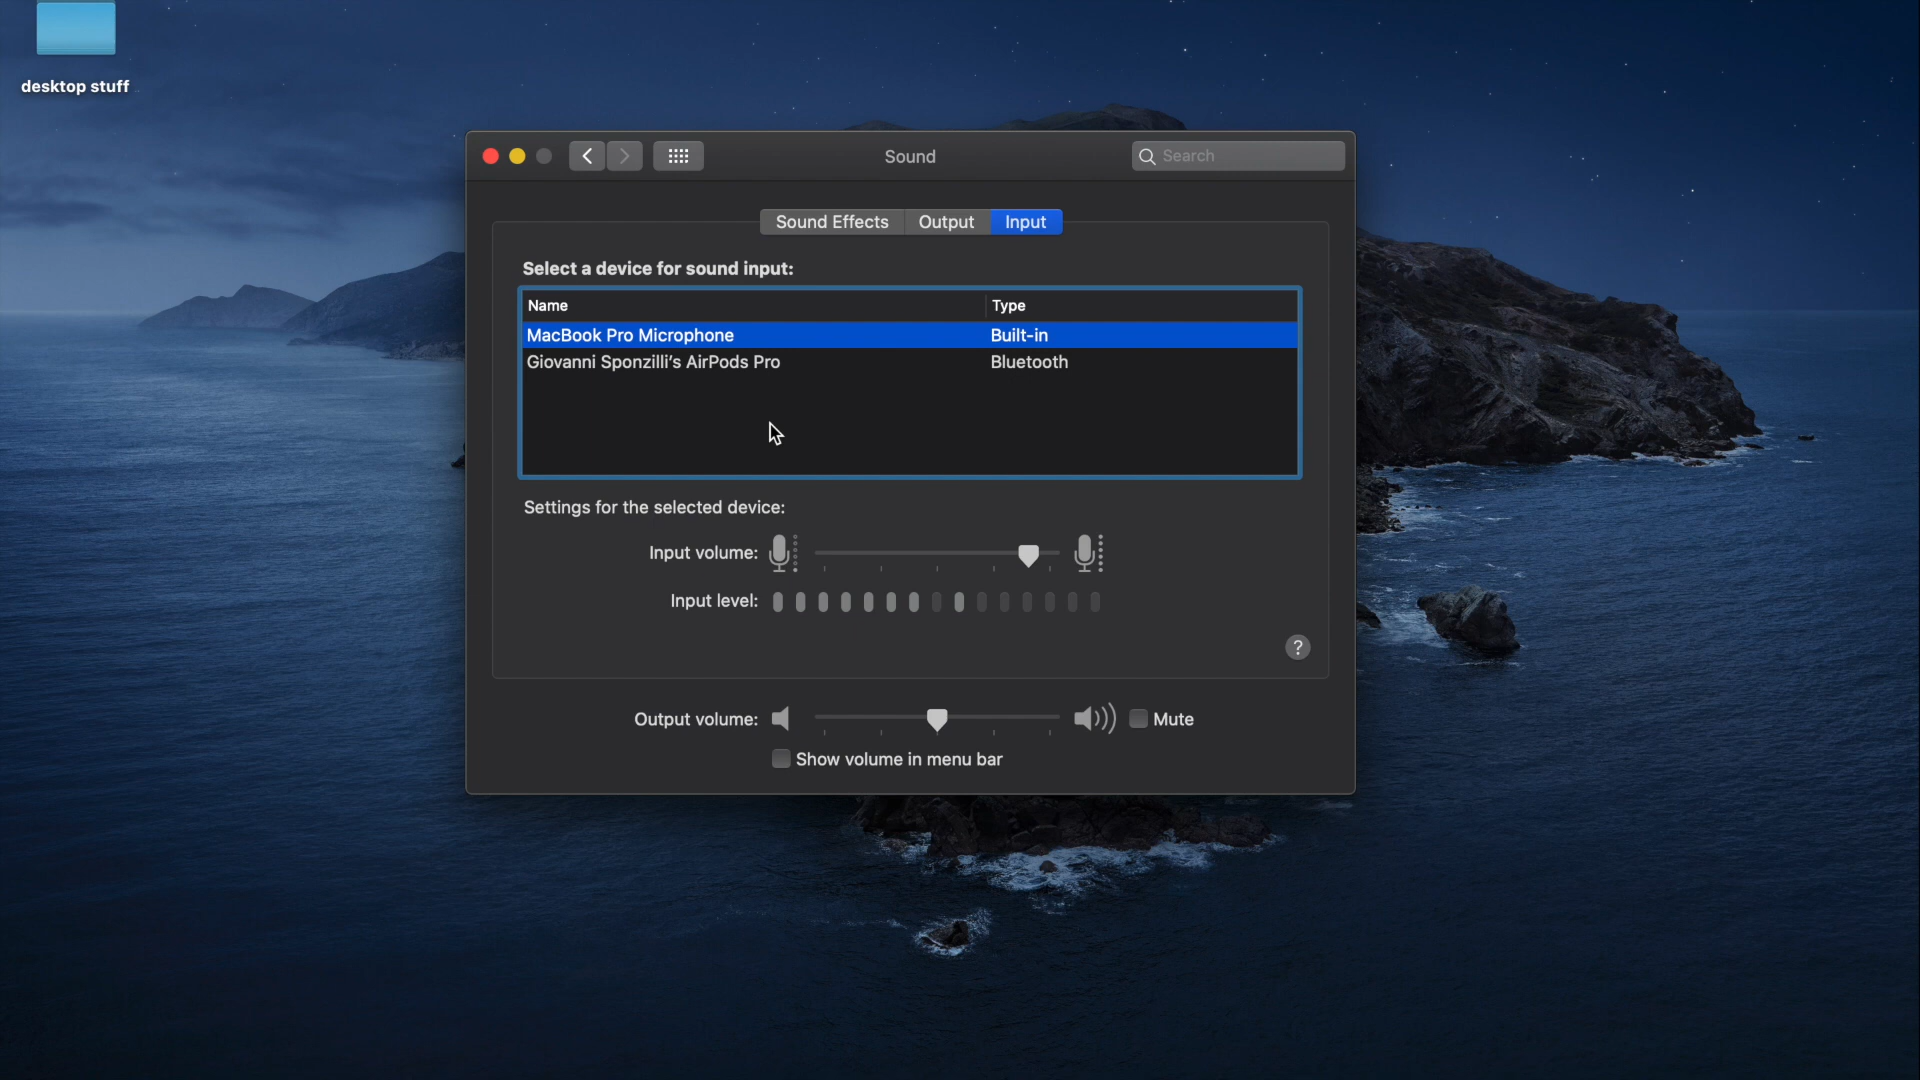 desktop stuff
Sound
Search
Sound Effects Output Input
Select a device for sound input:
Name Type
MacBook Pro Microphone Built-in
Giovanni Sponzilli’s AirPods Pro Bluetooth
Settings for the selected device:
Input volume:
Input level:
?
Output volume: Mute
Show volume in menu bar